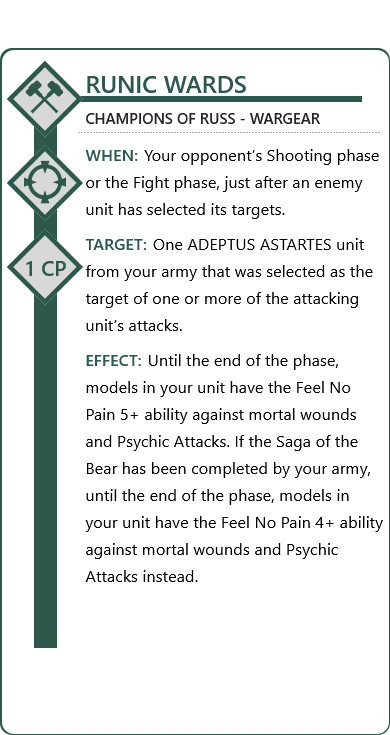 RUNIC WARDS
CHAMPIONS OF RUSS - WARGEAR
WHEN: Your opponent's Shooting phase
or the Fight phase, just after an enemy
unit has selected its targets.
1 CP
TARGET: One ADEPTUS ASTARTES unit
from your army that was selected as the
target of one or more of the attacking
unit's attacks.
EFFECT: Until the end of the phase,
models in your unit have the Feel No
Pain 5+ ability against mortal wounds
and Psychic Attacks. If the Saga of the
Bear has been completed by your army,
until the end of the phase, models in
your unit have the Feel No Pain 4+ ability
against mortal wounds and Psychic
Attacks instead.